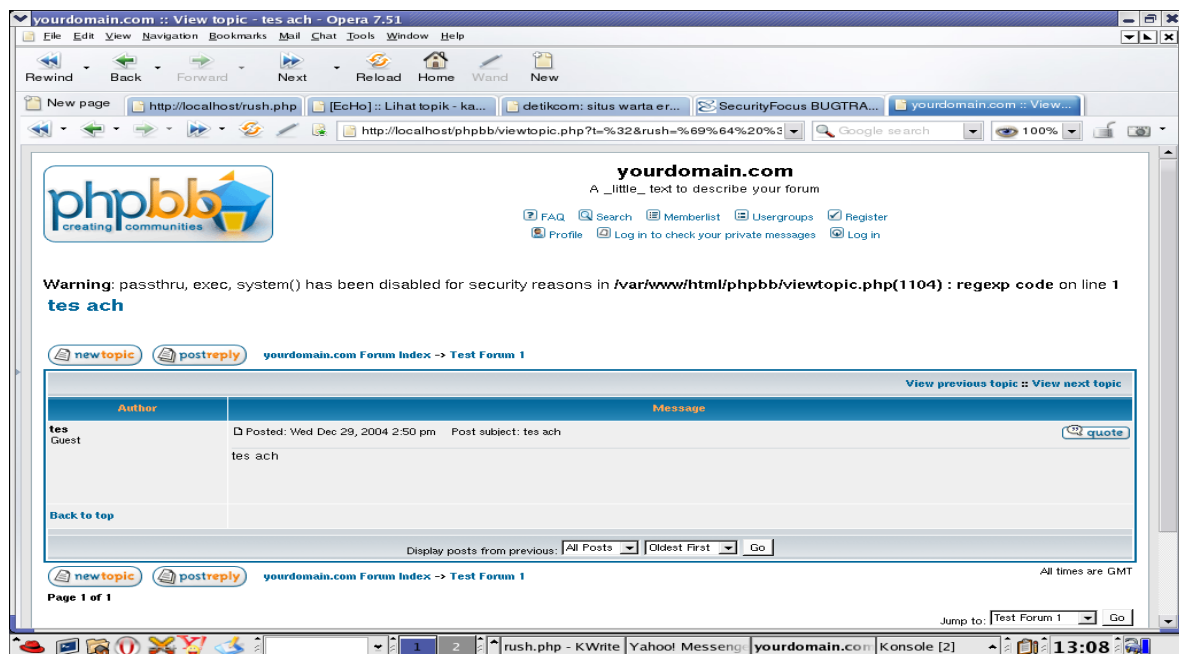 yourdomain.com :: View topic - tes ach - Opera 7.51
File Edit View Navigation Bookmarks Mail Chat Tools Window Help
Rewind Back Forward Next Reload Home Wand New
New page http://localhost/rush.php [EcHo] :: Lihat topik - ka... detikcom: situs warta er... SecurityFocus BUGTRA... yourdomain.com :: View...
http://localhost/phpbb/viewtopic.php?t=%32&rush=%69%64%20%3 Google search 100%
phpbb
creating communities
yourdomain.com
A _little_ text to describe your forum
FAQ Search Memberlist Usergroups Register
Profile Log in to check your private messages Log in
Warning: passthru, exec, system() has been disabled for security reasons in /var/www/html/phpbb/viewtopic.php(1104) : regexp code on line 1
tes ach
newtopic postreply yourdomain.com Forum Index -> Test Forum 1
View previous topic :: View next topic
Author Message
tes
Guest
Posted: Wed Dec 29, 2004 2:50 pm Post subject: tes ach
quote
tes ach
Back to top
Display posts from previous: All Posts Oldest First Go
newtopic postreply yourdomain.com Forum Index -> Test Forum 1
All times are GMT
Page 1 of 1
Jump to: Test Forum 1 Go
1 2 rush.php - KWrite Yahoo! Messeng yourdomain.con Konsole [2] 13:08